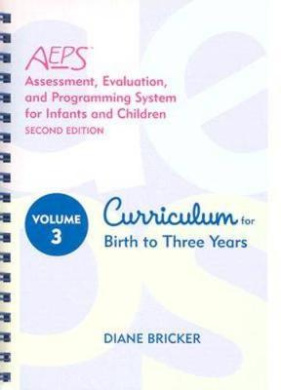 AEPS
Assessment, Evaluation,
and Programming System
for Infants and Children
SECOND EDITION
VOLUME
3
Curriculum for
Birth to Three Years
DIANE BRICKER